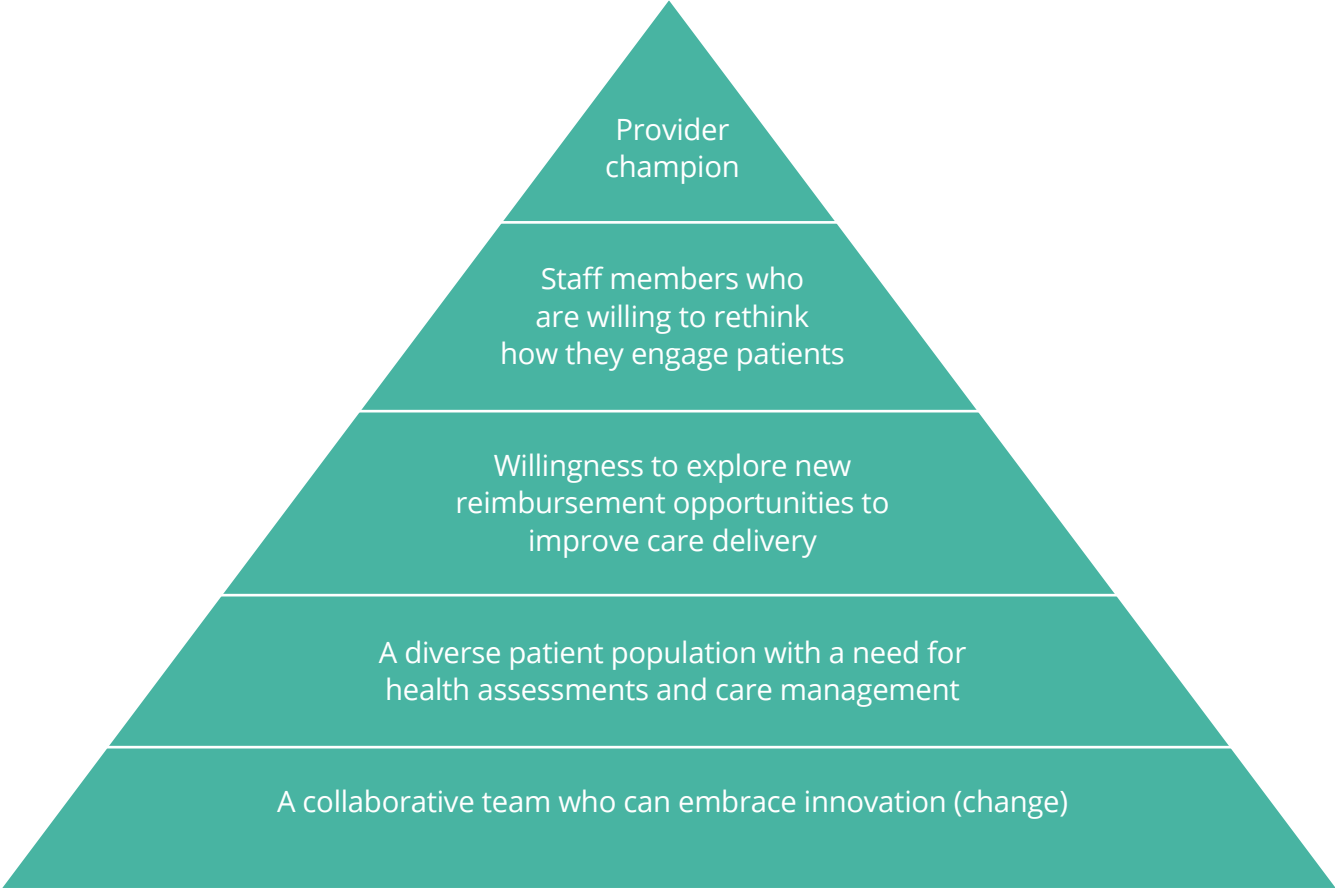 Provider
champion
Staff members who
are willing to rethink
how they engage patients
Willingness to explore new
reimbursement opportunities to
improve care delivery
A diverse patient population with a need for
health assessments and care management
A collaborative team who can embrace innovation (change)